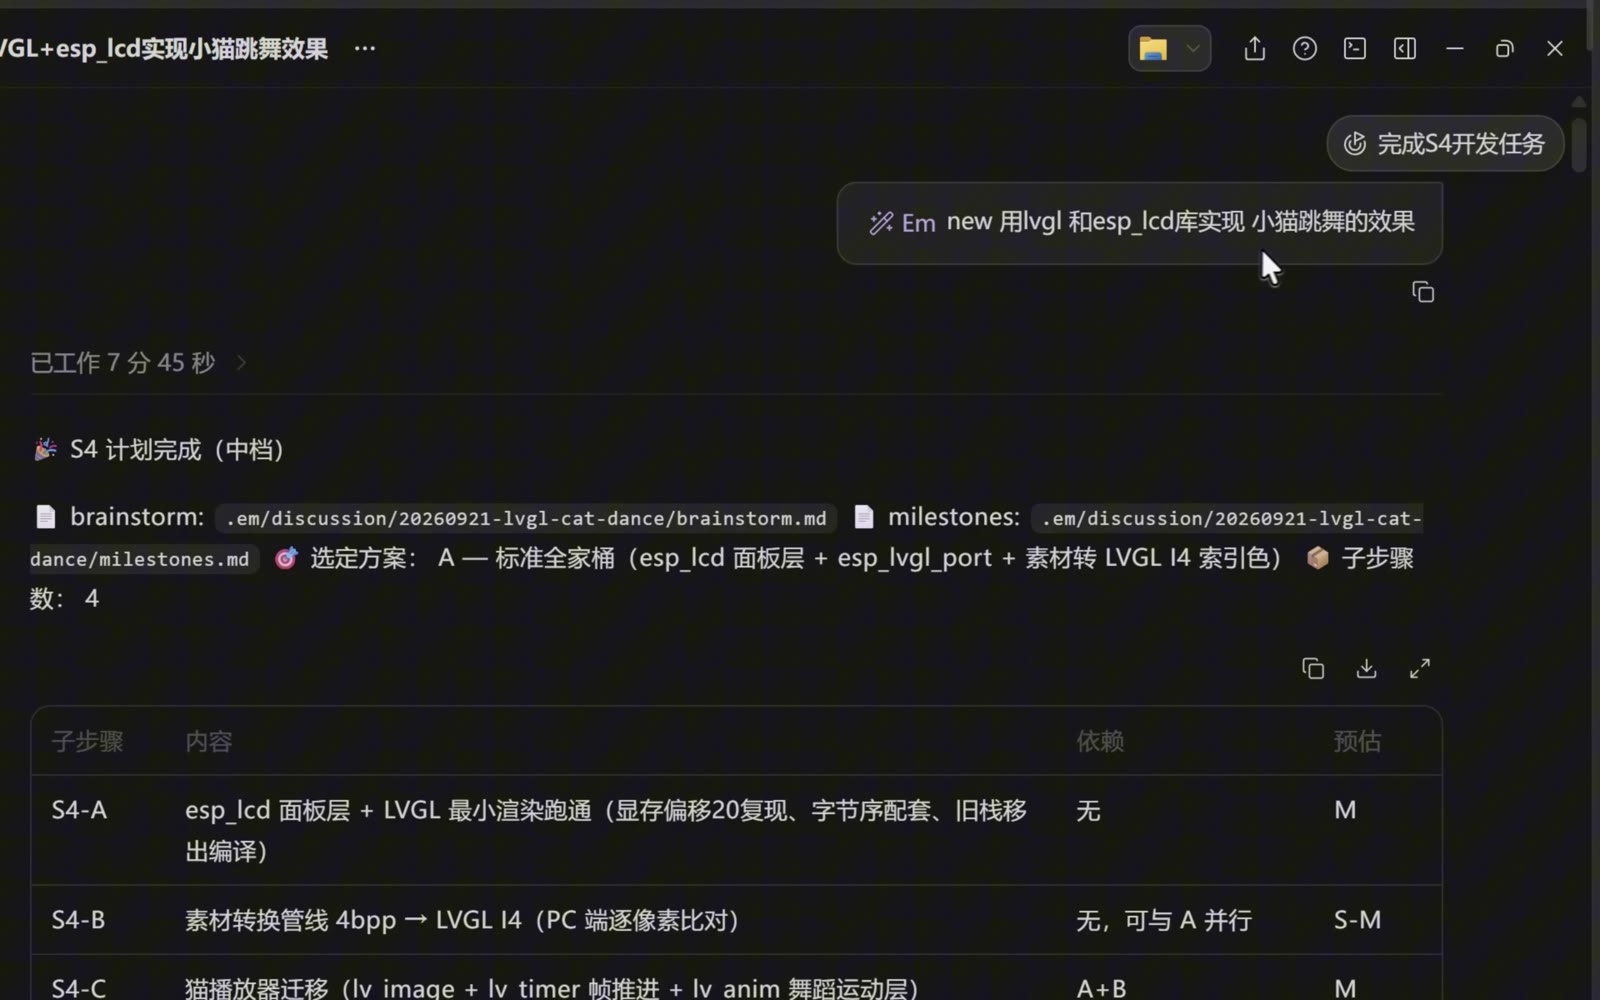 VGL+esp_lcd实现小猫跳舞效果 ···
完成S4开发任务
Em new 用lvgl 和esp_lcd库实现 小猫跳舞的效果
已工作 7 分 45 秒
S4 计划完成（中档）
brainstorm: .em/discussion/20260921-lvgl-cat-dance/brainstorm.md milestones: .em/discussion/20260921-lvgl-cat-
dance/milestones.md 选定方案： A — 标准全家桶（esp_lcd 面板层 + esp_lvgl_port + 素材转 LVGL I4 索引色） 子步骤
数： 4
子步骤 内容 依赖 预估
S4-A esp_lcd 面板层 + LVGL 最小渲染跑通（显存偏移20复现、字节序配套、旧栈移 无 M
出编译）
S4-B 素材转换管线 4bpp → LVGL I4（PC 端逐像素比对） 无，可与 A 并行 S-M
S4-C 猫播放器迁移（lv_image + lv_timer 帧推进 + lv_anim 舞蹈运动层） A+B M